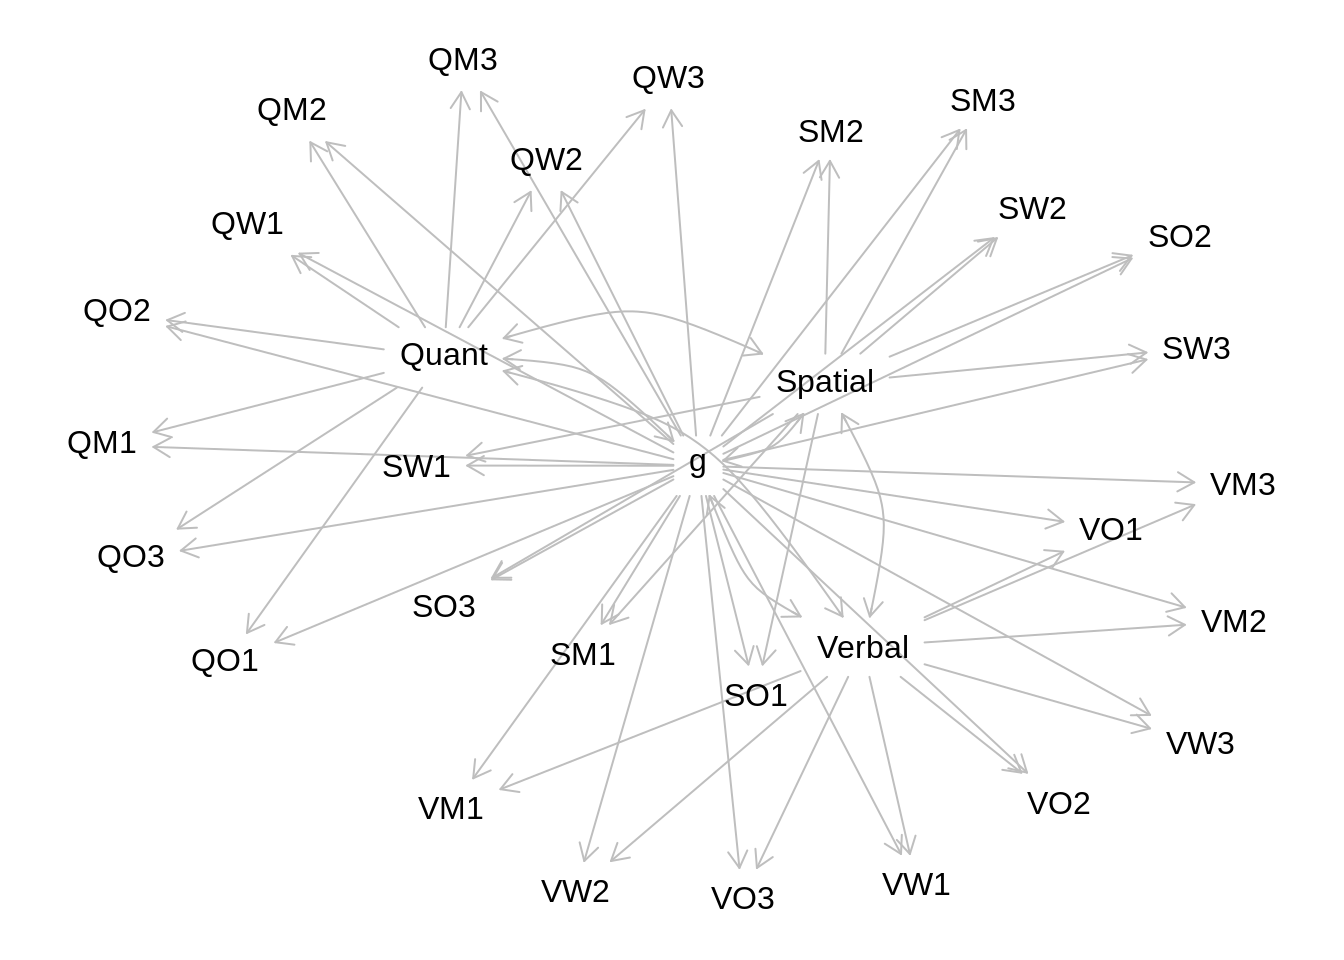 QM3
QW3
SM3
QM2
SM2
QW2
SW2
QW1
SO2
QO2
SW3
Quant
Spatial
QM1
g
SW1
VM3
VO1
QO3
SO3
VM2
Verbal
SM1
QO1
SO1
VW3
VO2
VM1
VW1
VW2
VO3